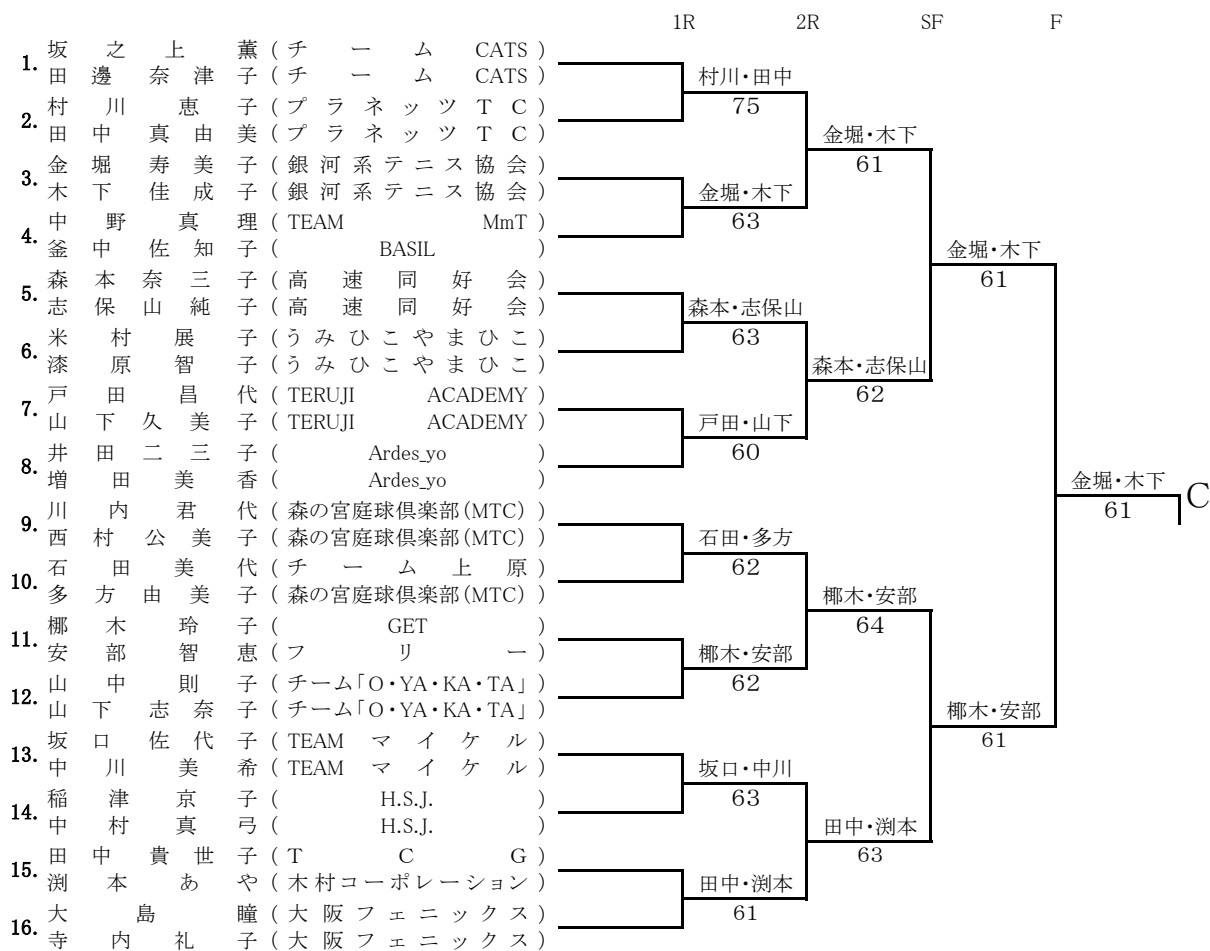 1R 2R SF F
1. 坂之上 薫 (チーム CATS)
田邊奈津子 (チーム CATS)
村川・田中
75
2. 村川恵子 (プラネッツTC)
田中真由美 (プラネッツTC)
金堀・木下
61
3. 金堀寿美子 (銀河系テニス協会)
木下佳成子 (銀河系テニス協会)
金堀・木下
63
4. 中野真理 (TEAM MmT)
釜中佐知子 (BASIL)
金堀・木下
61
5. 森本奈三子 (高速同好会)
志保山純子 (高速同好会)
森本・志保山
63
6. 米村展子 (うみひこやまひこ)
漆原智子 (うみひこやまひこ)
森本・志保山
62
7. 戸田昌代 (TERUJI ACADEMY)
山下久美子 (TERUJI ACADEMY)
戸田・山下
60
8. 井田二三子 (Ardes_yo)
増田美香 (Ardes_yo)
金堀・木下
61
C
9. 川内君代 (森の宮庭球倶楽部(MTC))
西村公美子 (森の宮庭球倶楽部(MTC))
石田・多方
62
10. 石田美代 (チーム上原)
多方由美子 (森の宮庭球倶楽部(MTC))
椰木・安部
64
11. 椰木玲子 (GET)
安部智恵 (フリー)
椰木・安部
62
12. 山中則子 (チーム「O・YA・KA・TA」)
山下志奈子 (チーム「O・YA・KA・TA」)
椰木・安部
61
13. 坂口佐代子 (TEAM マイケル)
中川美希 (TEAM マイケル)
坂口・中川
63
14. 稲津京子 (H.S.J.)
中村真弓 (H.S.J.)
田中・渕本
63
15. 田中貴世子 (TCG)
渕本あや (木村コーポレーション)
田中・渕本
61
16. 大島瞳 (大阪フェニックス)
寺内礼子 (大阪フェニックス)